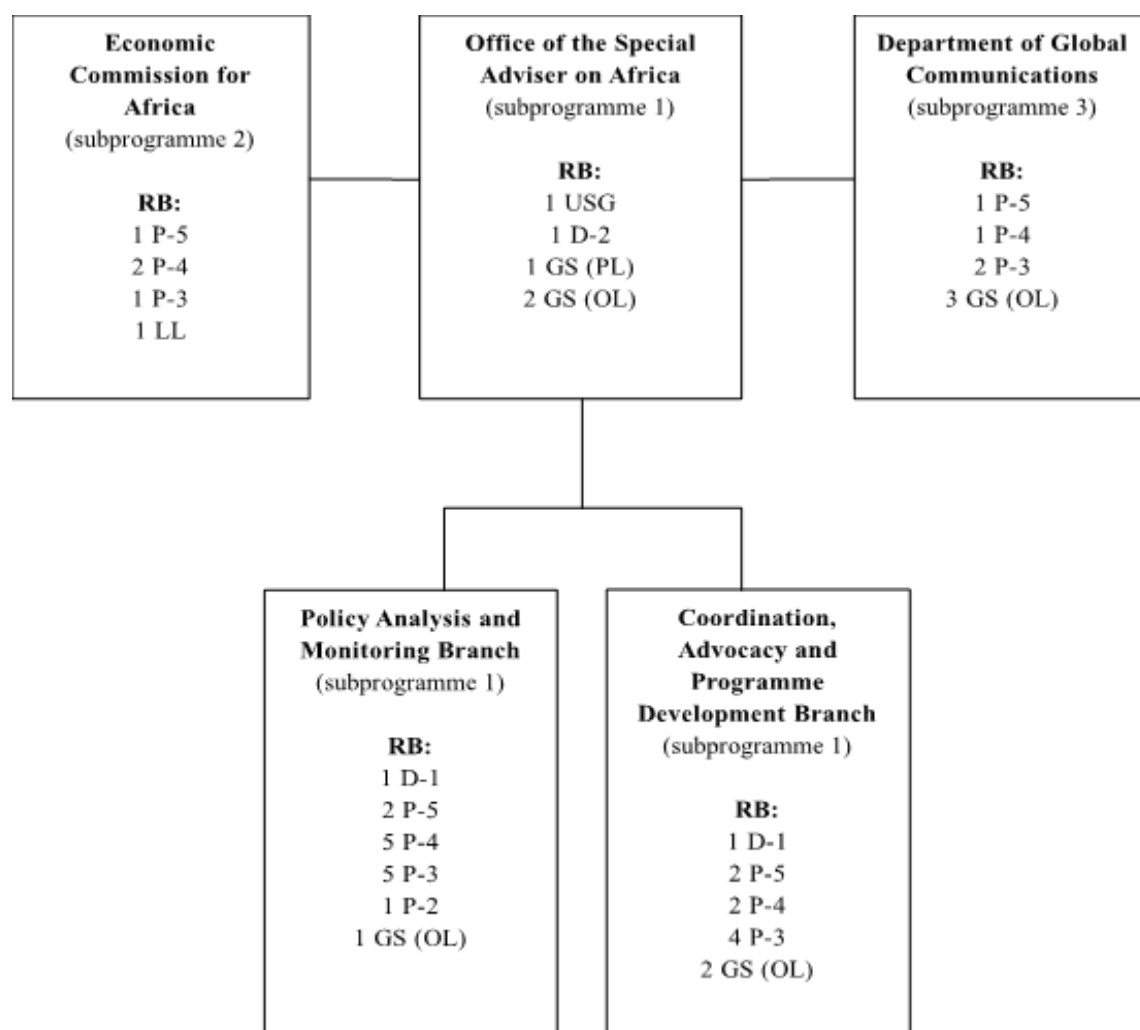 Economic
Commission for
Africa
(subprogramme 2)
RB:
1 P-5
2 P-4
1 P-3
1 LL
Office of the Special
Adviser on Africa
(subprogramme 1)
RB:
1 USG
1 D-2
1 GS (PL)
2 GS (OL)
Department of Global
Communications
(subprogramme 3)
RB:
1 P-5
1 P-4
2 P-3
3 GS (OL)
Policy Analysis and
Monitoring Branch
(subprogramme 1)
RB:
1 D-1
2 P-5
5 P-4
5 P-3
1 P-2
1 GS (OL)
Coordination,
Advocacy and
Programme
Development Branch
(subprogramme 1)
RB:
1 D-1
2 P-5
2 P-4
4 P-3
2 GS (OL)